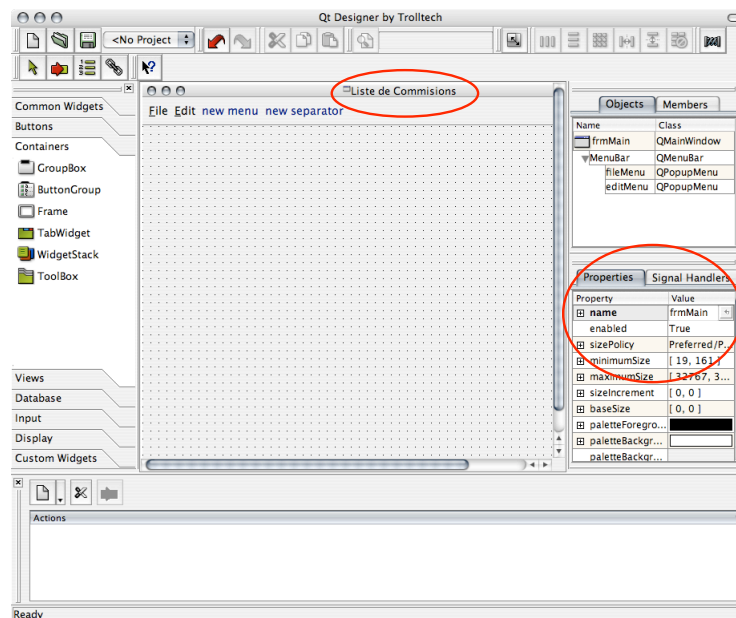 Qt Designer by Trolltech
<No Project
Liste de Commisions
File Edit new menu new separator
Common Widgets
Buttons
Containers
GroupBox
ButtonGroup
Frame
TabWidget
WidgetStack
ToolBox
Views
Database
Input
Display
Custom Widgets
Objects Members
Name Class
frmMain QMainWindow
MenuBar QMenuBar
fileMenu QPopupMenu
editMenu QPopupMenu
Properties Signal Handlers
Property Value
name frmMain
enabled True
sizePolicy Preferred/P...
minimumSize [ 19, 161 ]
maximumSize [ 32767, 3...
sizeIncrement [ 0, 0 ]
baseSize [ 0, 0 ]
paletteForegro...
paletteBackgr...
paletteBackgr...
Actions
Ready